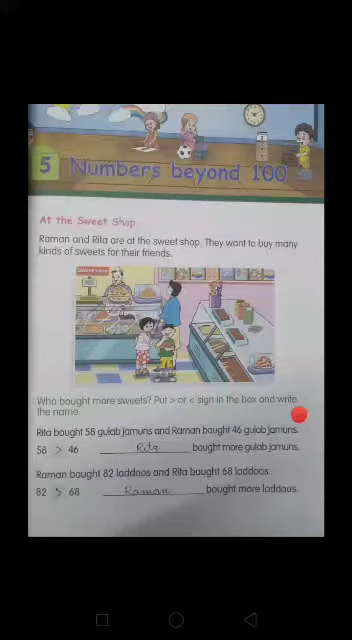 5 Numbers beyond 100
At the Sweet Shop
Raman and Rita are at the sweet shop. They want to buy many
kinds of sweets for their friends.
Who bought more sweets? Put > or < sign in the box and write
the name.
Rita bought 58 gulab jamuns and Raman bought 46 gulab jamuns.
58 > 46 Rita bought more gulab jamuns.
Raman bought 82 laddoos and Rita bought 68 laddoos.
82 > 68 Raman bought more laddoos.